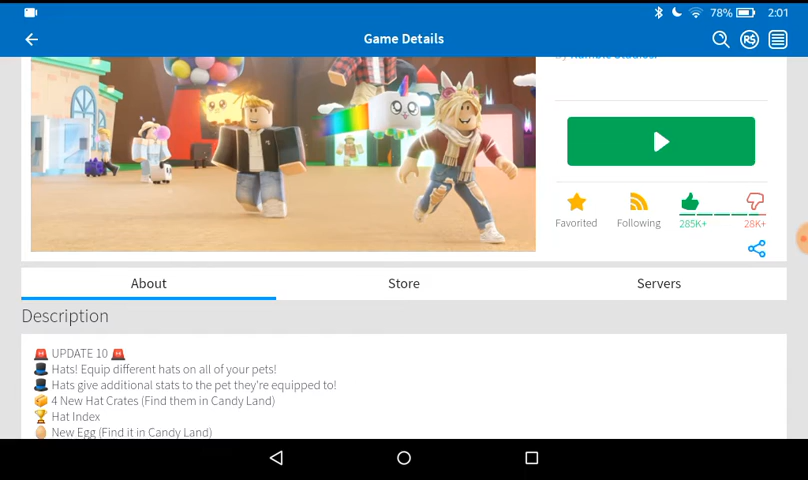 78% 2:01
Game Details
R$
Favorited Following 285K+ 28K+
About Store Servers
Description
UPDATE 10
Hats! Equip different hats on all of your pets!
Hats give additional stats to the pet they're equipped to!
4 New Hat Crates (Find them in Candy Land)
Hat Index
New Egg (Find it in Candy Land)